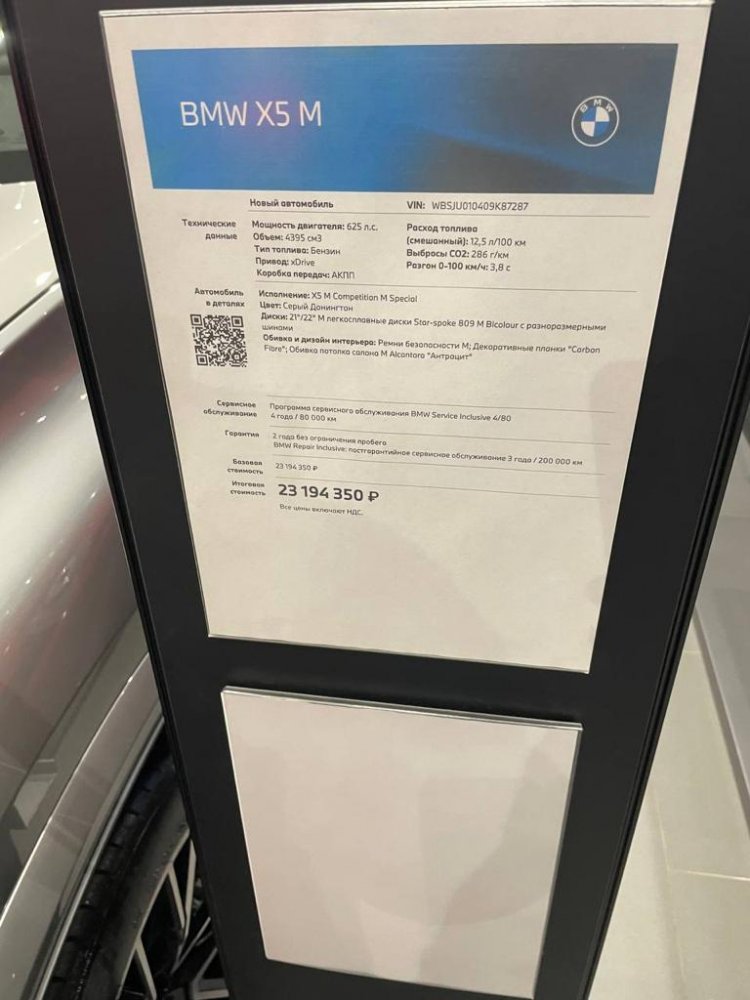 BMW X5 M
BMW
Новый автомобиль
VIN: WBSJU010409K87287
Технические
данные
Мощность двигателя: 625 л.с.
Объем: 4395 см3
Тип топлива: Бензин
Привод: xDrive
Коробка передач: АКПП
Расход топлива
(смешанный): 12,5 л/100 км
Выбросы CO2: 286 г/км
Разгон 0-100 км/ч: 3,8 с
Автомобиль
в деталях
Исполнение: X5 M Competition M Special
Цвет: Серый Донингтон
Диски: 21"/22" M легкосплавные диски Star-spoke 809 M Bicolour с разноразмерными
шинами
Обивка и дизайн интерьера: Ремни безопасности M; Декоративные планки "Carbon
Fibre"; Обивка потолка салона M Alcantara "Антрацит"
Сервисное
обслуживание
Программа сервисного обслуживания BMW Service Inclusive 4/80
4 года / 80 000 км
Гарантия
2 года без ограничения пробега
BMW Repair Inclusive: постгарантийное сервисное обслуживание 3 года / 200 000 км
Базовая
стоимость
23 194 350 ₽
Итоговая
стоимость
23 194 350 ₽
Все цены включают НДС.